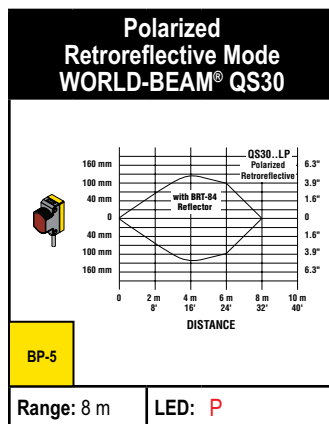 Polarized
Retroreflective Mode
WORLD-BEAM® QS30
QS30..LP
Polarized
Retroreflective
with BRT-84
Reflector
160 mm 6.3"
100 mm 3.9"
40 mm 1.6"
0 0
40 mm 1.6"
100 mm 3.9"
160 mm 6.3"
0 2 m 4 m 6 m 8 m 10 m
8' 16' 24' 32' 40'
DISTANCE
BP-5
Range: 8 m LED: P